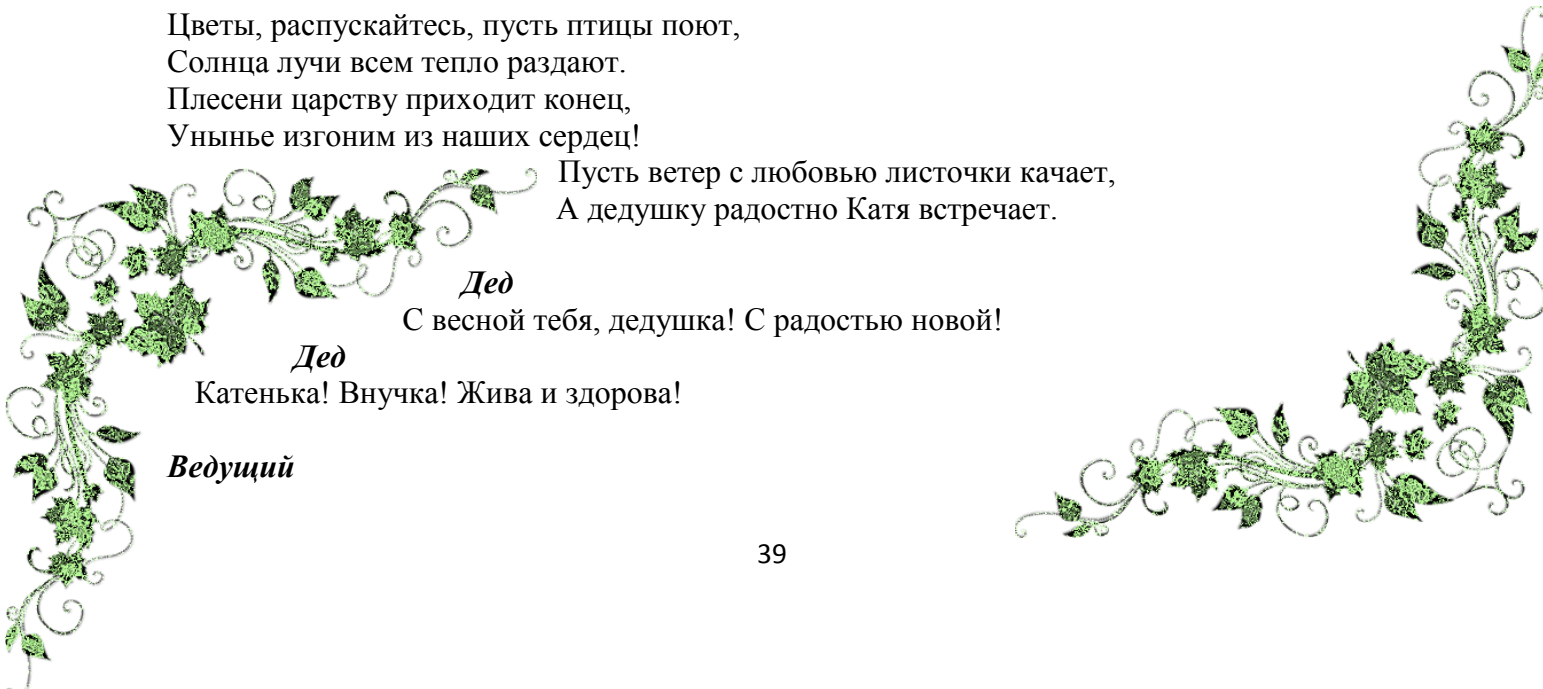 Цветы, распускайтесь, пусть птицы поют,
Солнца лучи всем тепло раздают.
Плесени царству приходит конец,
Унынье изгоним из наших сердец!
Пусть ветер с любовью листочки качает,
А дедушку радостно Катя встречает.
Дед
С весной тебя, дедушка! С радостью новой!
Дед
Катенька! Внучка! Жива и здорова!
Ведущий
39